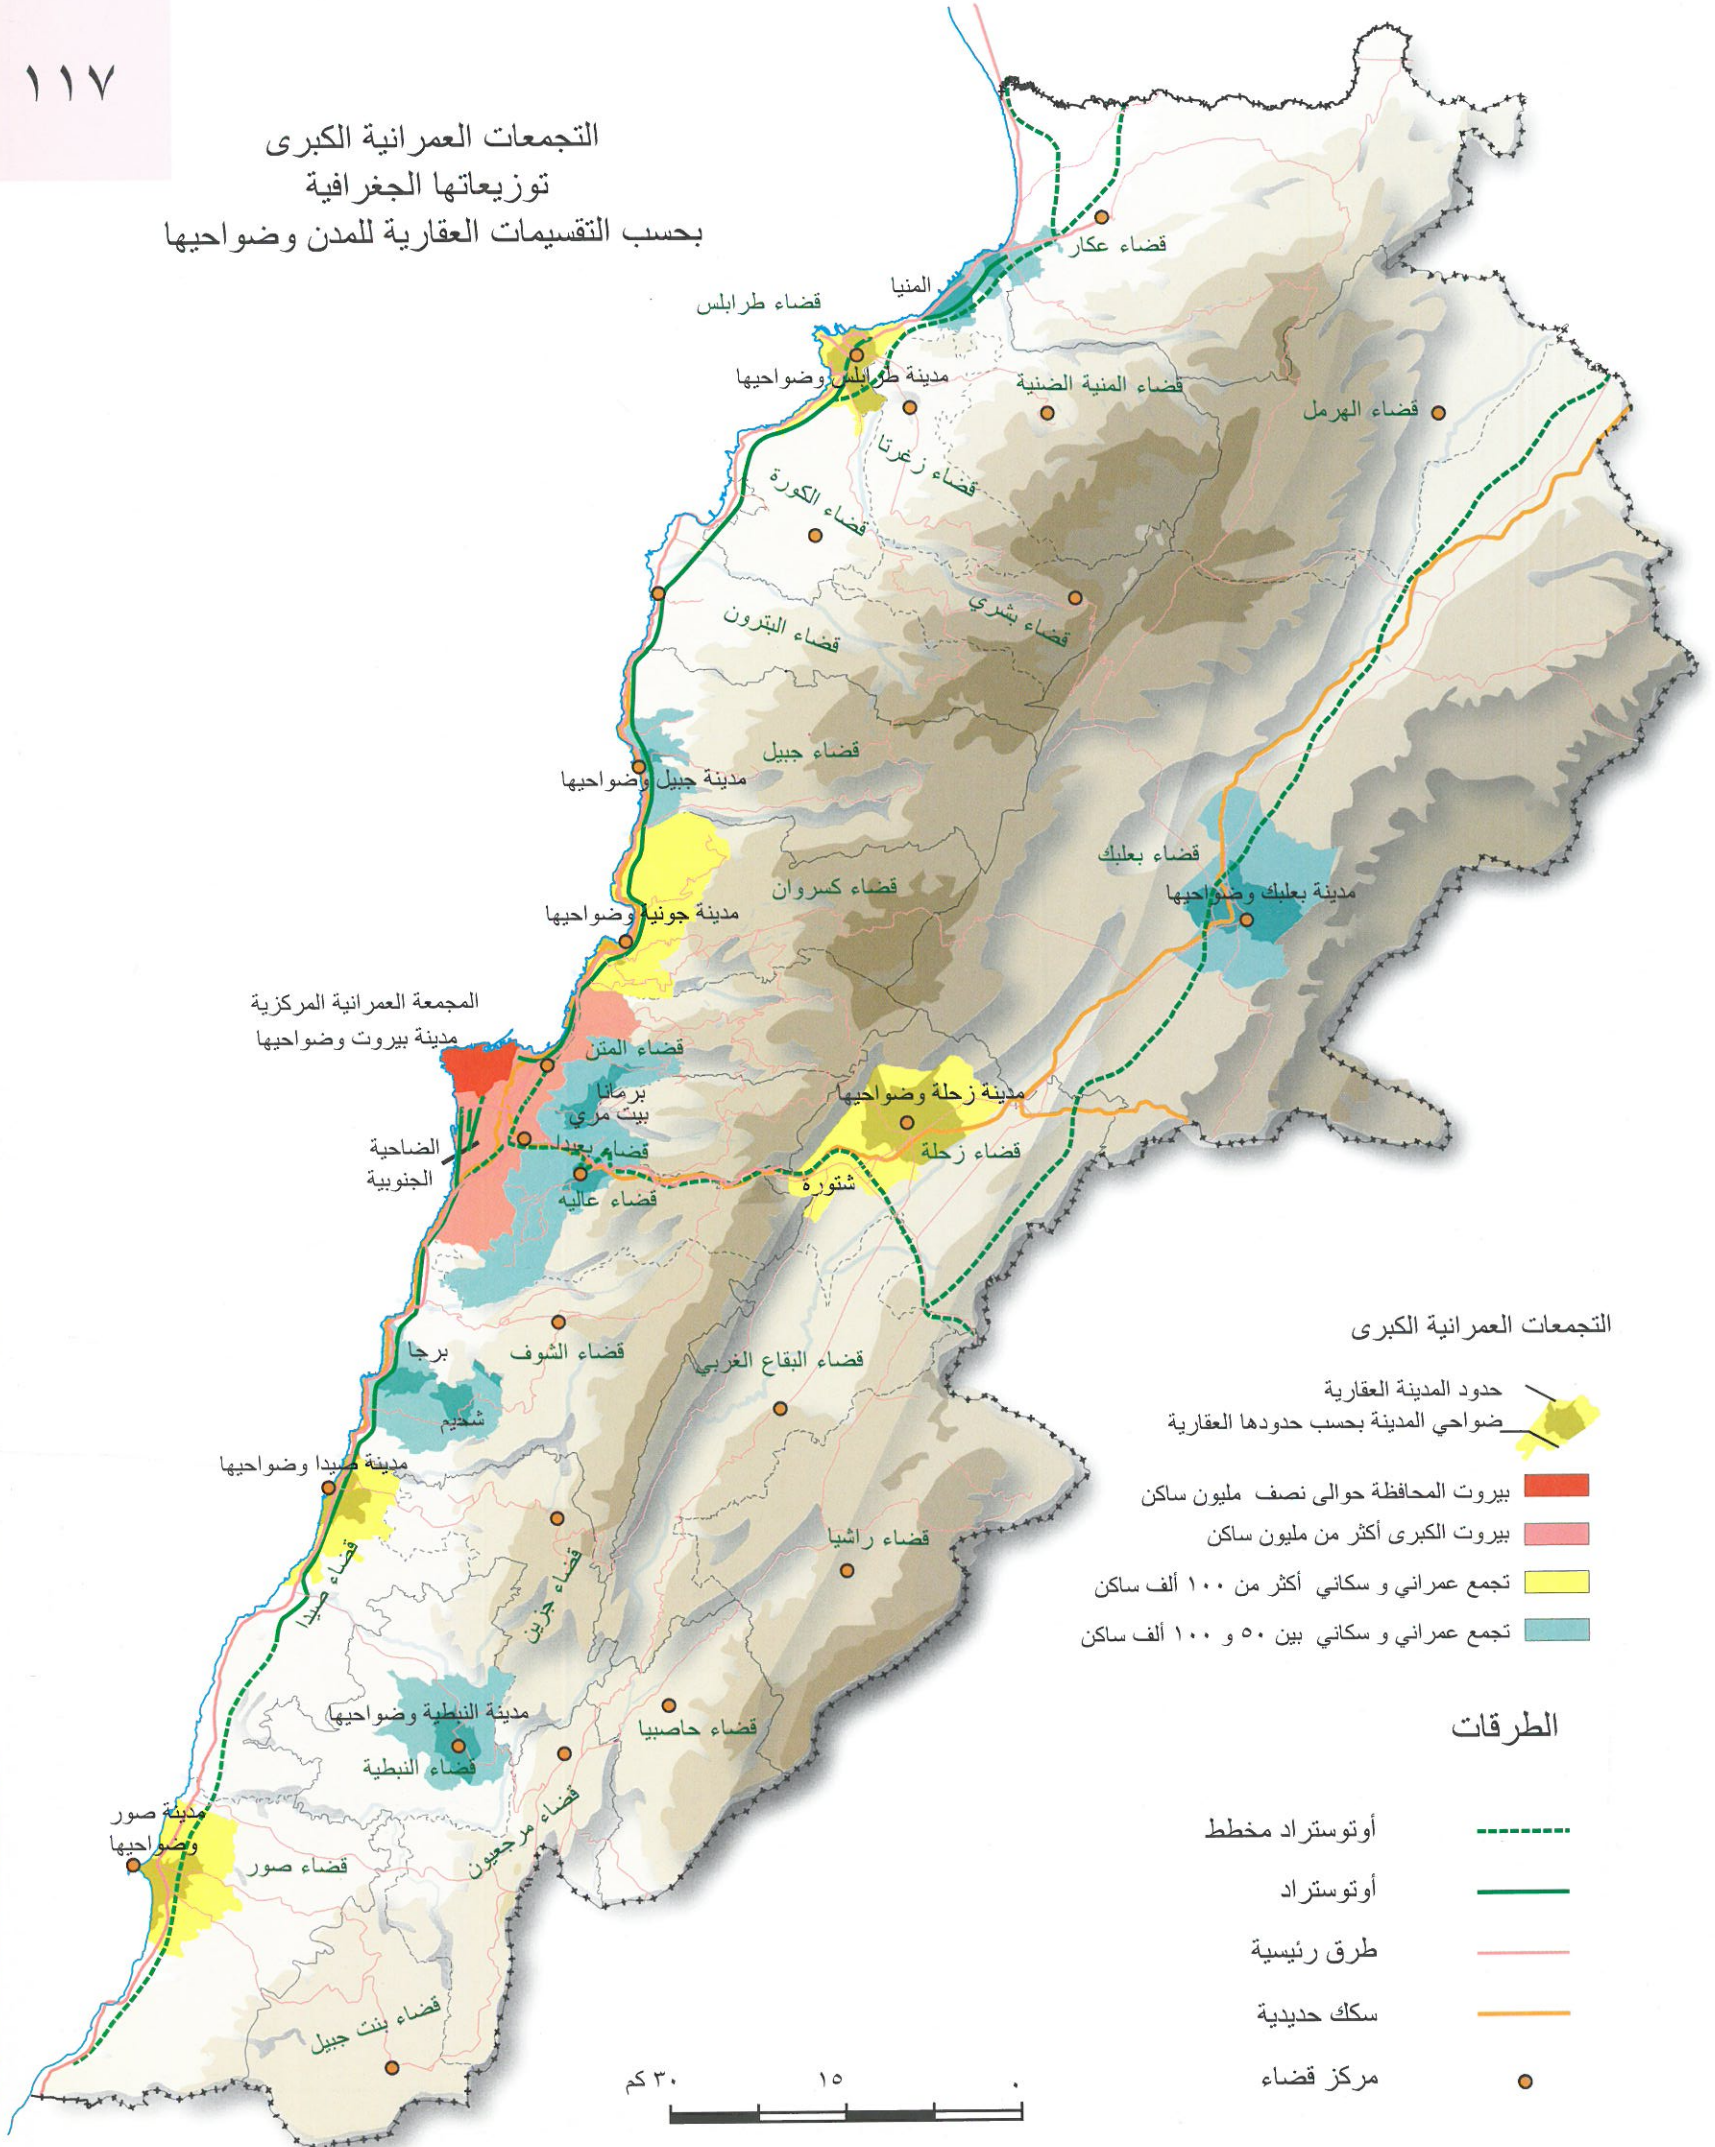 ١١٧
التجمعات العمرانية الكبرى
توزيعاتها الجغرافية
بحسب التقسيمات العقارية للمدن وضواحيها
قضاء عكار
المنيا
قضاء طرابلس
مدينة طرابلس وضواحيها
قضاء المنية الضنية
قضاء الهرمل
قضاء زغرتا
قضاء الكورة
قضاء بشري
قضاء البترون
قضاء جبيل
مدينة جبيل وضواحيها
قضاء بعلبك
قضاء كسروان
مدينة بعلبك وضواحيها
مدينة جونية وضواحيها
المجمعة العمرانية المركزية
مدينة بيروت وضواحيها
قضاء المتن
برمانا
بيت مري
مدينة زحلة وضواحيها
الضاحية
الجنوبية
قضاء بعبدا
قضاء زحلة
شتورة
قضاء عاليه
برجا
قضاء الشوف
قضاء البقاع الغربي
شحيم
مدينة صيدا وضواحيها
قضاء صيدا
قضاء جزين
قضاء راشيا
مدينة النبطية وضواحيها
قضاء النبطية
قضاء حاصبيا
قضاء مرجعيون
مدينة صور
وضواحيها
قضاء صور
قضاء بنت جبيل
التجمعات العمرانية الكبرى
حدود المدينة العقارية
ضواحي المدينة بحسب حدودها العقارية
بيروت المحافظة حوالى نصف مليون ساكن
بيروت الكبرى أكثر من مليون ساكن
تجمع عمراني و سكاني أكثر من ١٠٠ ألف ساكن
تجمع عمراني و سكاني بين ٥٠ و ١٠٠ ألف ساكن
الطرقات
أوتوستراد مخطط
أوتوستراد
طرق رئيسية
سكك حديدية
مركز قضاء
٠ ١٥ ٣٠ كم